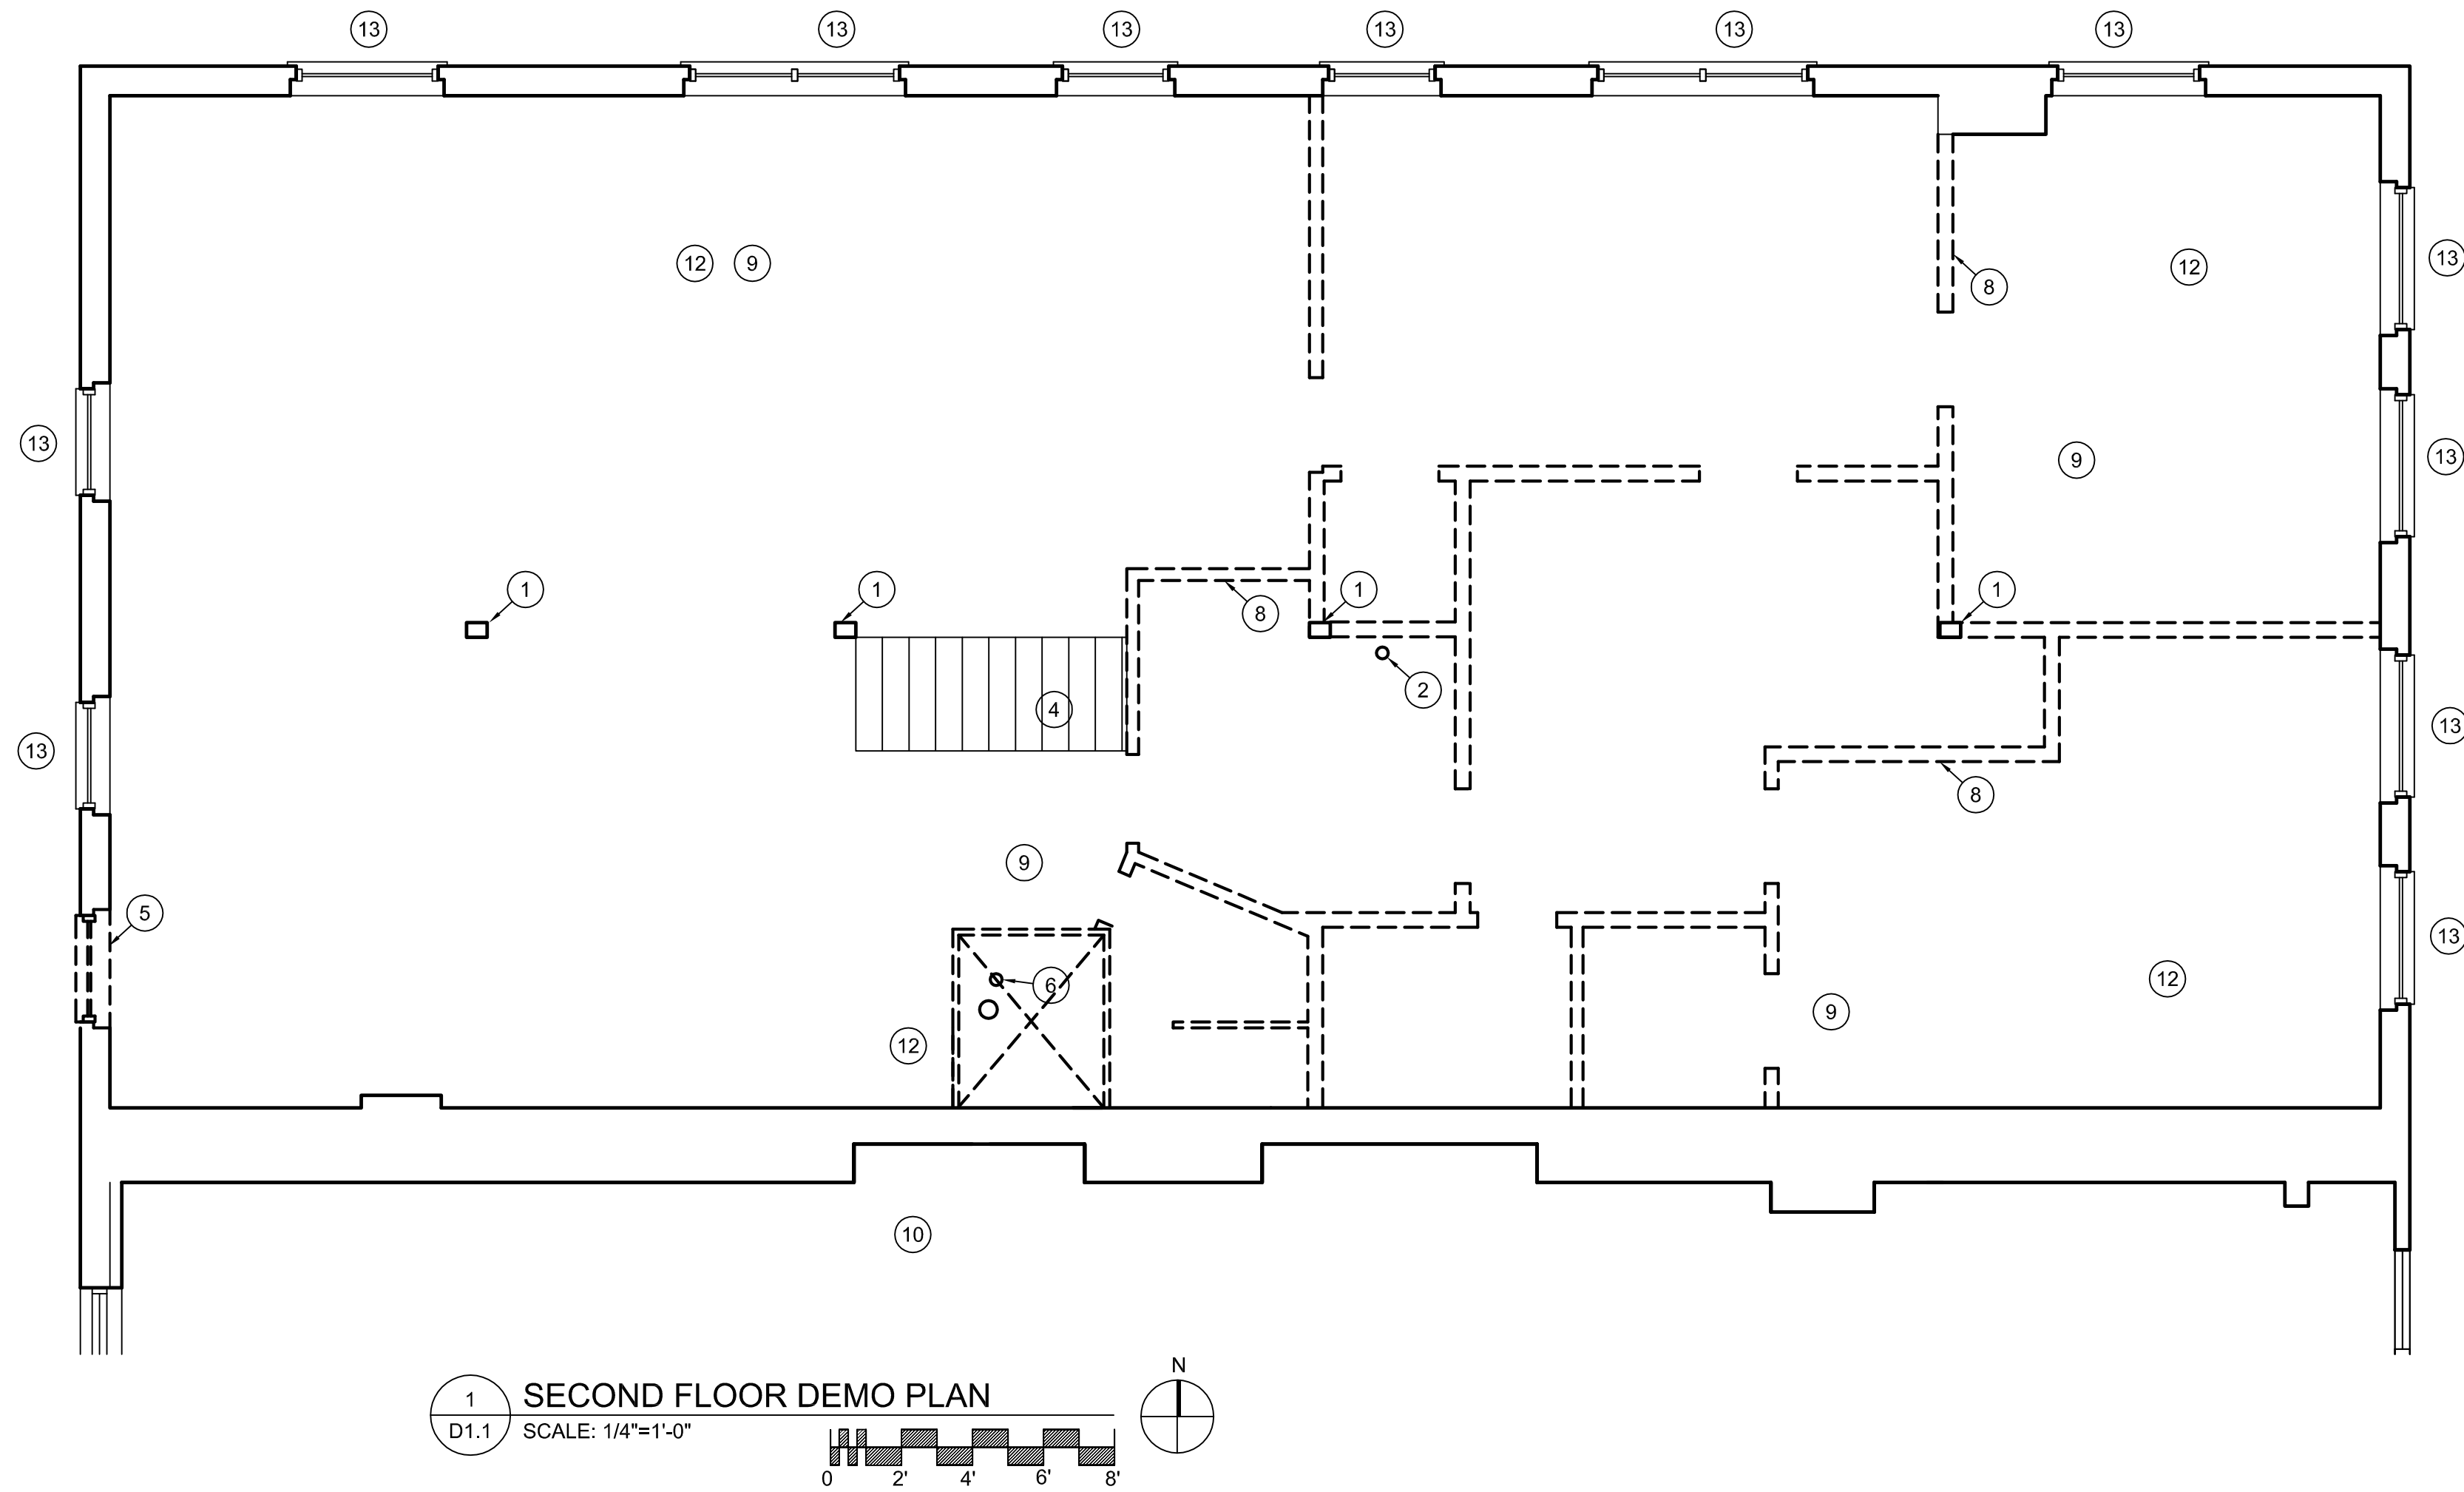 13 13 13 13 13 13
12 9 8 12 13
13 9 13
1 1 8 1 1
2
4
13 8 13
9
5
6 9 12 13
12
10
N
1 SECOND FLOOR DEMO PLAN
D1.1 SCALE: 1/4"=1'-0"
0 2' 4' 6' 8'